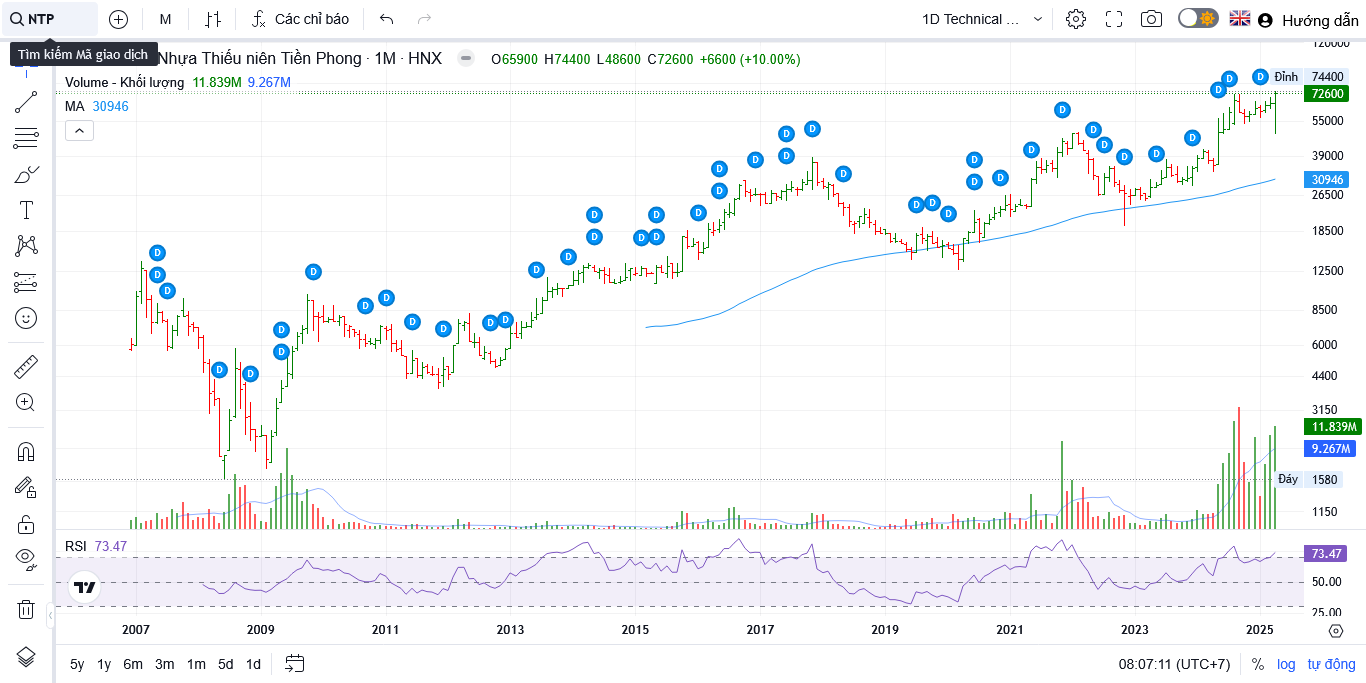 NTP
M
Các chỉ báo
1D Technical ...
Hướng dẫn
Tìm kiếm Mã giao dịch
Nhựa Thiếu niên Tiền Phong · 1M · HNX
O65900 H74400 L48600 C72600 +6600 (+10.00%)
Volume - Khối lượng 11.839M 9.267M
MA 30946
120000
Đỉnh 74400
72600
55000
39000
30946
26500
18500
12500
8500
6000
4400
3150
11.839M
9.267M
Đáy 1580
1150
D D D D D D D D D D D D D D D D D D D D D D D D D D D D D D D D D D D D D D D D D D D D D D D
RSI 73.47
73.47
50.00
25.00
2007 2009 2011 2013 2015 2017 2019 2021 2023 2025
5y 1y 6m 3m 1m 5d 1d
08:07:11 (UTC+7) % log tự động